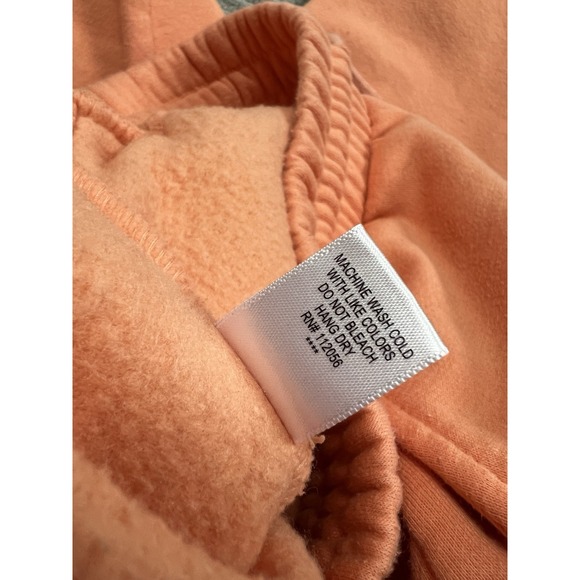 MACHINE WASH COLD
WITH LIKE COLORS
DO NOT BLEACH
HANG DRY
RN# 112056
****